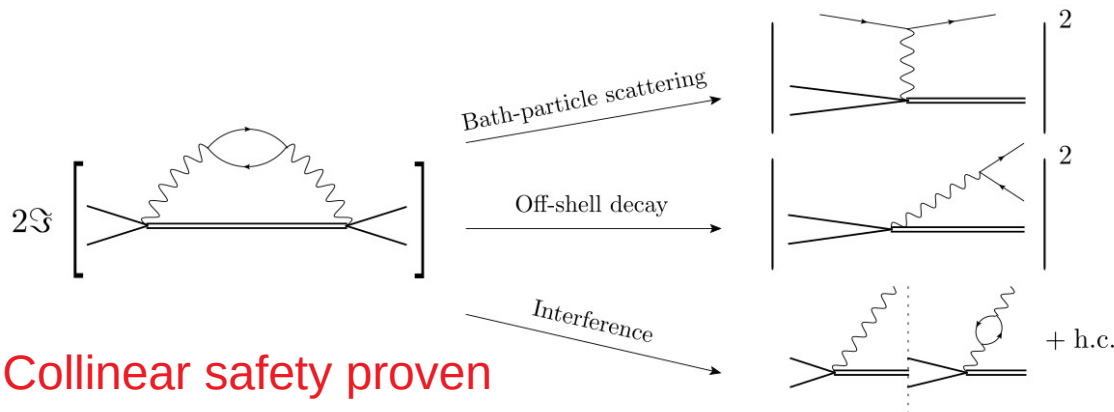 2
Bath-particle scattering
2
2ℑ
Off-shell decay
Interference
+ h.c.
Collinear safety proven